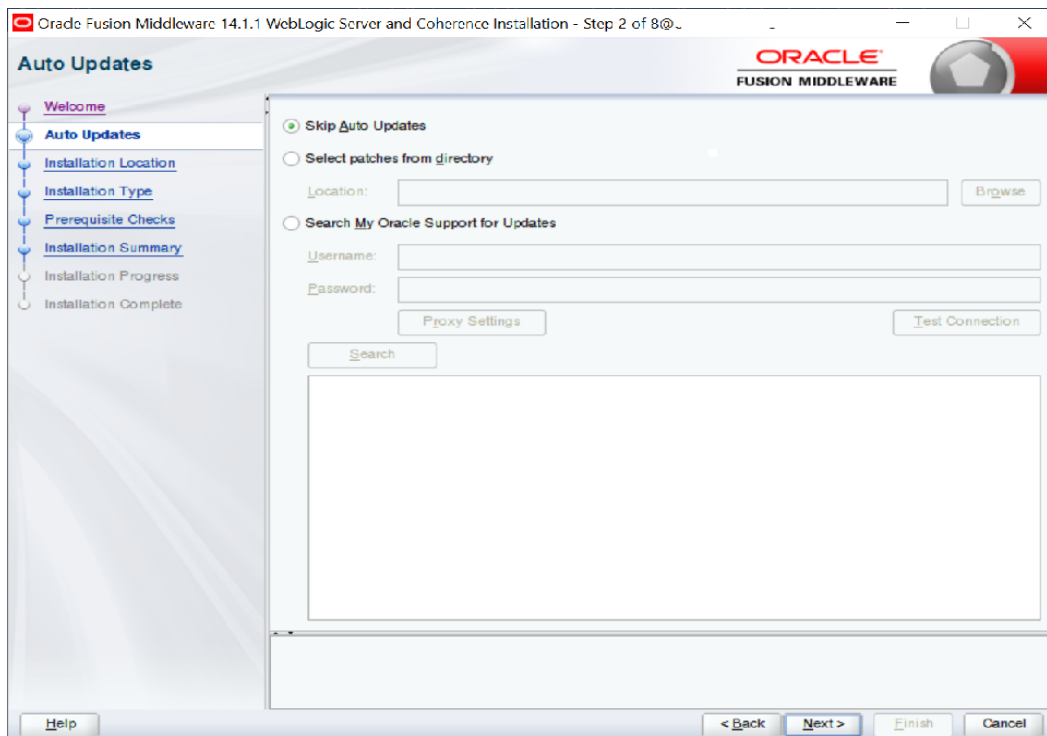 Oracle Fusion Middleware 14.1.1 WebLogic Server and Coherence Installation - Step 2 of 8@
Auto Updates
ORACLE
FUSION MIDDLEWARE
Welcome
Auto Updates
Installation Location
Installation Type
Prerequisite Checks
Installation Summary
Installation Progress
Installation Complete
Skip Auto Updates
Select patches from directory
Location:
Browse
Search My Oracle Support for Updates
Username:
Password:
Proxy Settings
Test Connection
Search
Help
< Back
Next >
Finish
Cancel